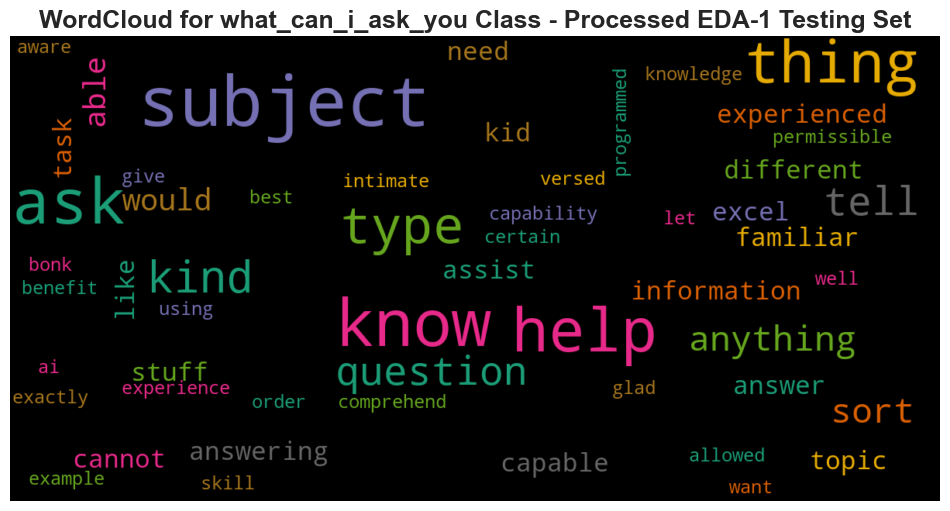 WordCloud for what_can_i_ask_you Class - Processed EDA-1 Testing Set
aware
need
thing
able
subject
knowledge
programmed
experienced
task
kid
permissible
different
give
intimate
versed
ask
would
best
type
capability
let
excel
tell
certain
familiar
bonk
like
kind
assist
well
benefit
using
information
know
help
anything
ai
stuff
question
exactly
experience
order
comprehend
glad
answer
sort
cannot
answering
capable
allowed
topic
example
skill
want